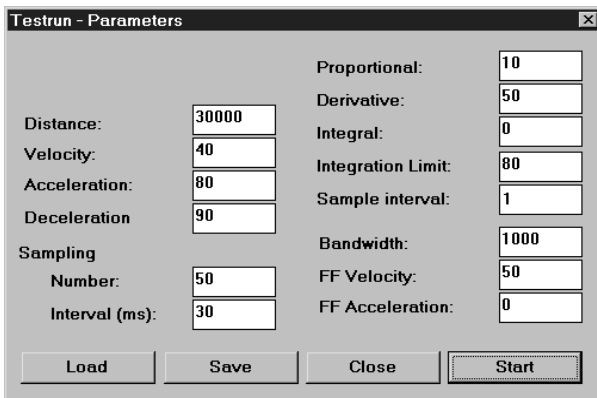 Testrun - Parameters
Distance: 30000
Velocity: 40
Acceleration: 80
Deceleration 90
Sampling
Number: 50
Interval (ms): 30
Proportional: 10
Derivative: 50
Integral: 0
Integration Limit: 80
Sample interval: 1
Bandwidth: 1000
FF Velocity: 50
FF Acceleration: 0
Load Save Close Start